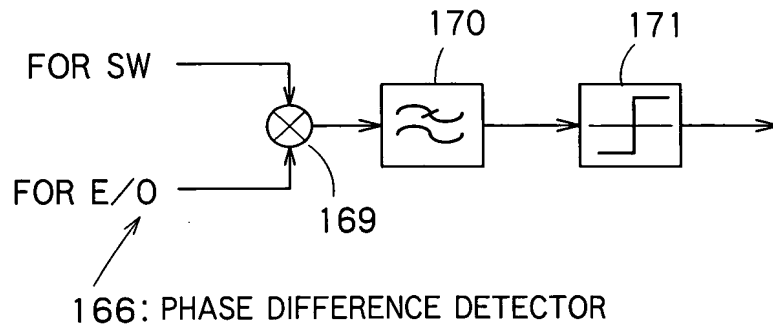 170
171
FOR SW
FOR E/O
169
166: PHASE DIFFERENCE DETECTOR